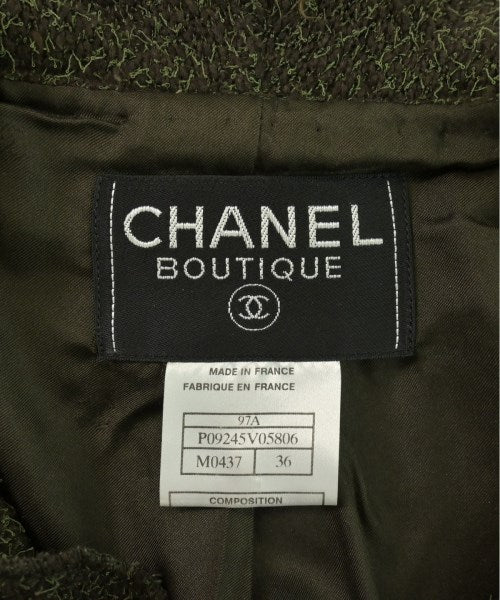 CHANEL
BOUTIQUE
MADE IN FRANCE
FABRIQUE EN FRANCE
97A
P09245V05806
M0437 36
COMPOSITION